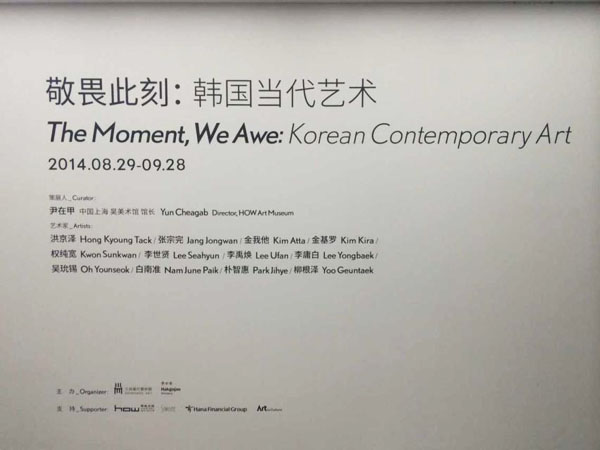 敬畏此刻：韩国当代艺术
The Moment, We Awe: Korean Contemporary Art
2014.08.29-09.28
策展人_Curator:
尹在甲 中国上海 昊美术馆 馆长 Yun Cheagab Director, HOW Art Museum
艺术家_Artists:
洪京泽 Hong Kyoung Tack / 张宗完 Jang Jongwan / 金我他 Kim Atta / 金基罗 Kim Kira /
权纯宽 Kwon Sunkwan / 李世贤 Lee Seahyun / 李禹焕 Lee Ufan / 李庸白 Lee Yongbaek /
吴玧锡 Oh Younseok / 白南准 Nam June Paik / 朴智惠 Park Jihye / 柳根泽 Yoo Geuntaek
主 办_Organizer:
支 持_Supporter: how Hana Financial Group Art